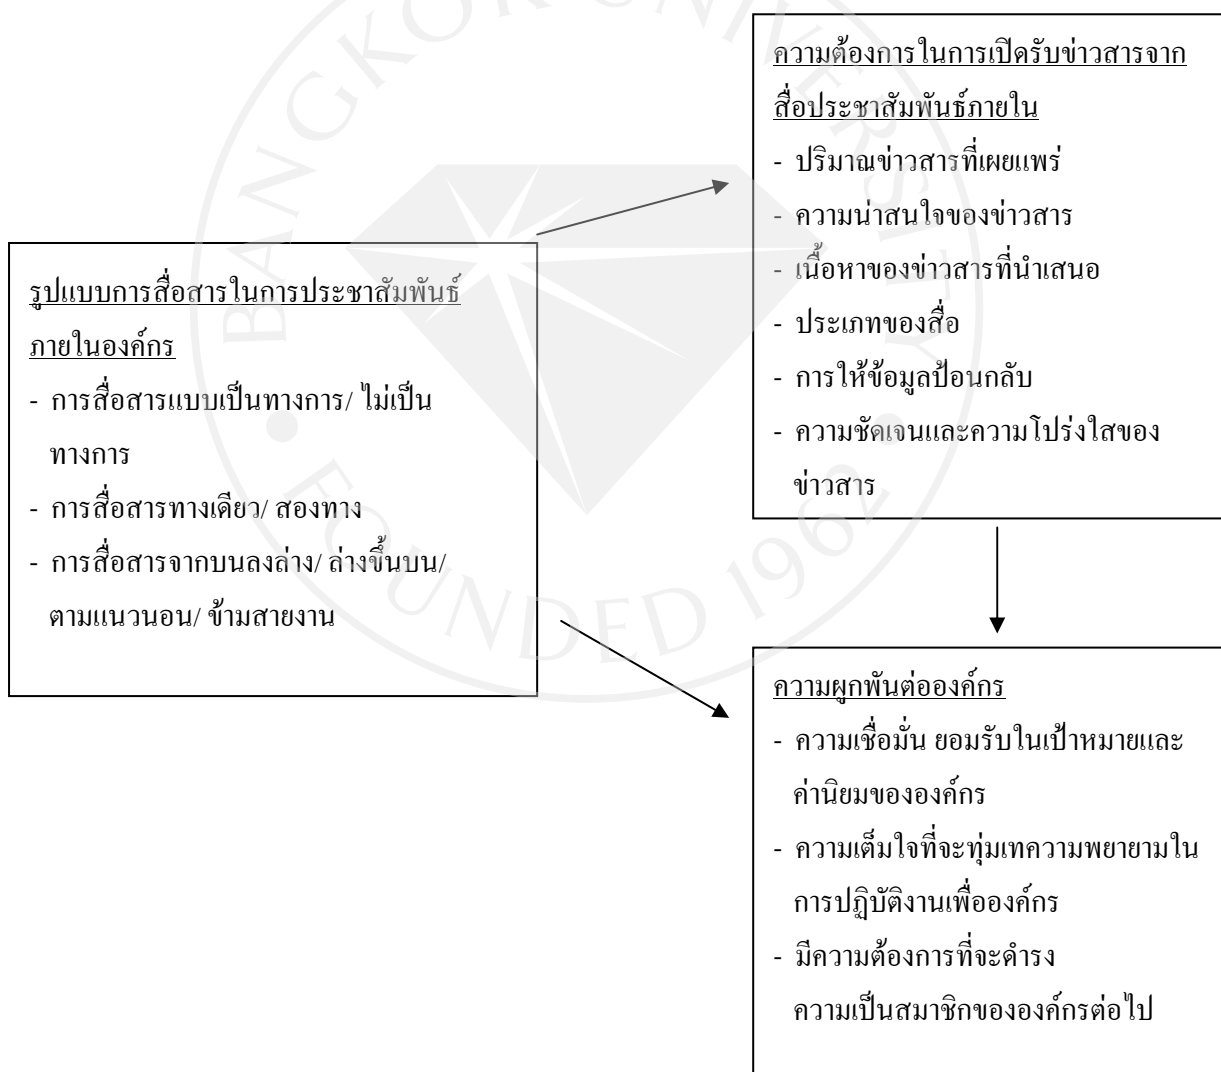 รูปแบบการสื่อสารในการประชาสัมพันธ์
ภายในองค์กร
- การสื่อสารแบบเป็นทางการ/ ไม่เป็น
ทางการ
- การสื่อสารทางเดียว/ สองทาง
- การสื่อสารจากบนลงล่าง/ ล่างขึ้นบน/
ตามแนวนอน/ ข้ามสายงาน
ความต้องการในการเปิดรับข่าวสารจาก
สื่อประชาสัมพันธ์ภายใน
- ปริมาณข่าวสารที่เผยแพร่
- ความน่าสนใจของข่าวสาร
- เนื้อหาของข่าวสารที่นำเสนอ
- ประเภทของสื่อ
- การให้ข้อมูลป้อนกลับ
- ความชัดเจนและความโปร่งใสของ
ข่าวสาร
ความผูกพันต่อองค์กร
- ความเชื่อมั่น ยอมรับในเป้าหมายและ
ค่านิยมขององค์กร
- ความเต็มใจที่จะทุ่มเทความพยายามใน
การปฏิบัติงานเพื่อองค์กร
- มีความต้องการที่จะดำรง
ความเป็นสมาชิกขององค์กรต่อไป
BANGKOK UNIVERSITY
FOUNDED 1962